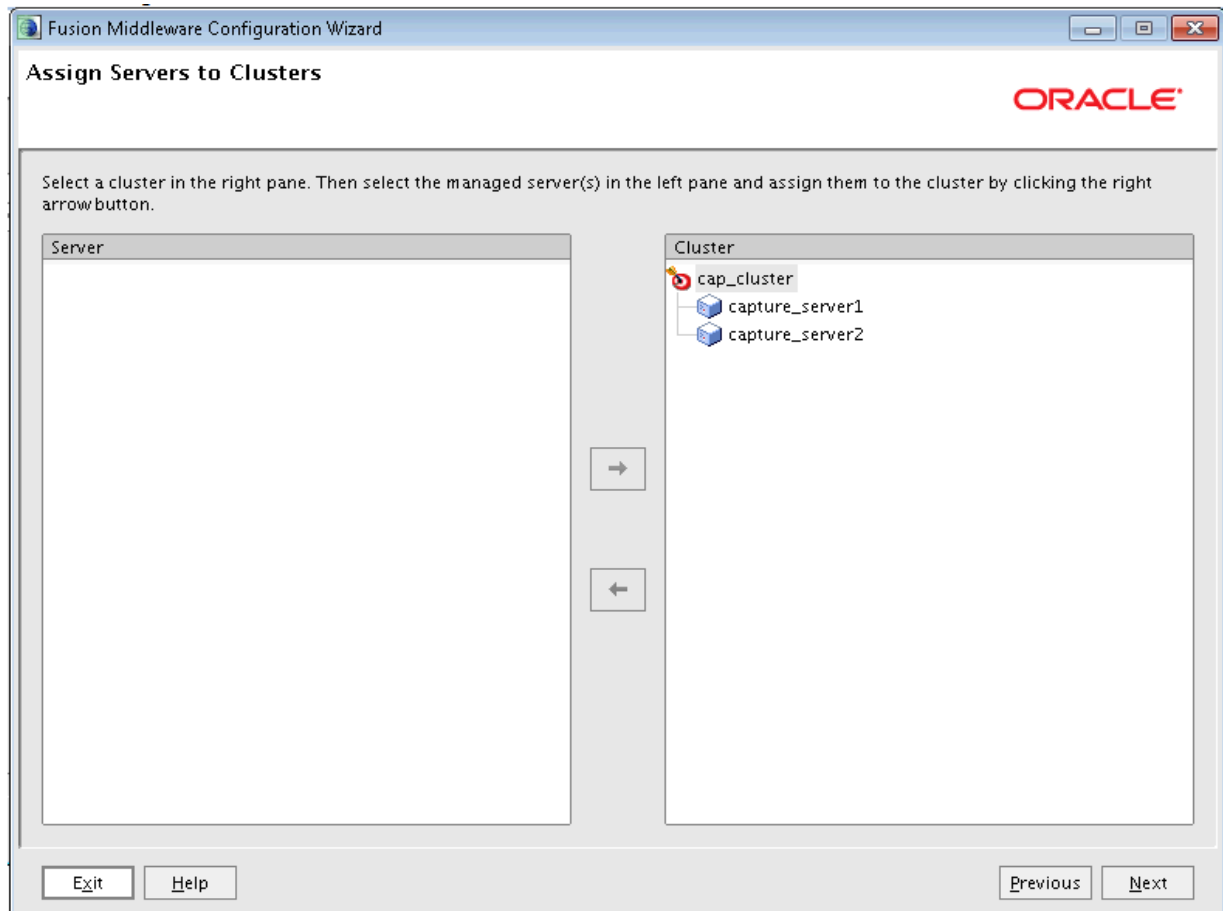 Fusion Middleware Configuration Wizard
Assign Servers to Clusters
ORACLE
Select a cluster in the right pane. Then select the managed server(s) in the left pane and assign them to the cluster by clicking the right
arrow button.
Server
Cluster
cap_cluster
capture_server1
capture_server2
Exit
Help
Previous
Next